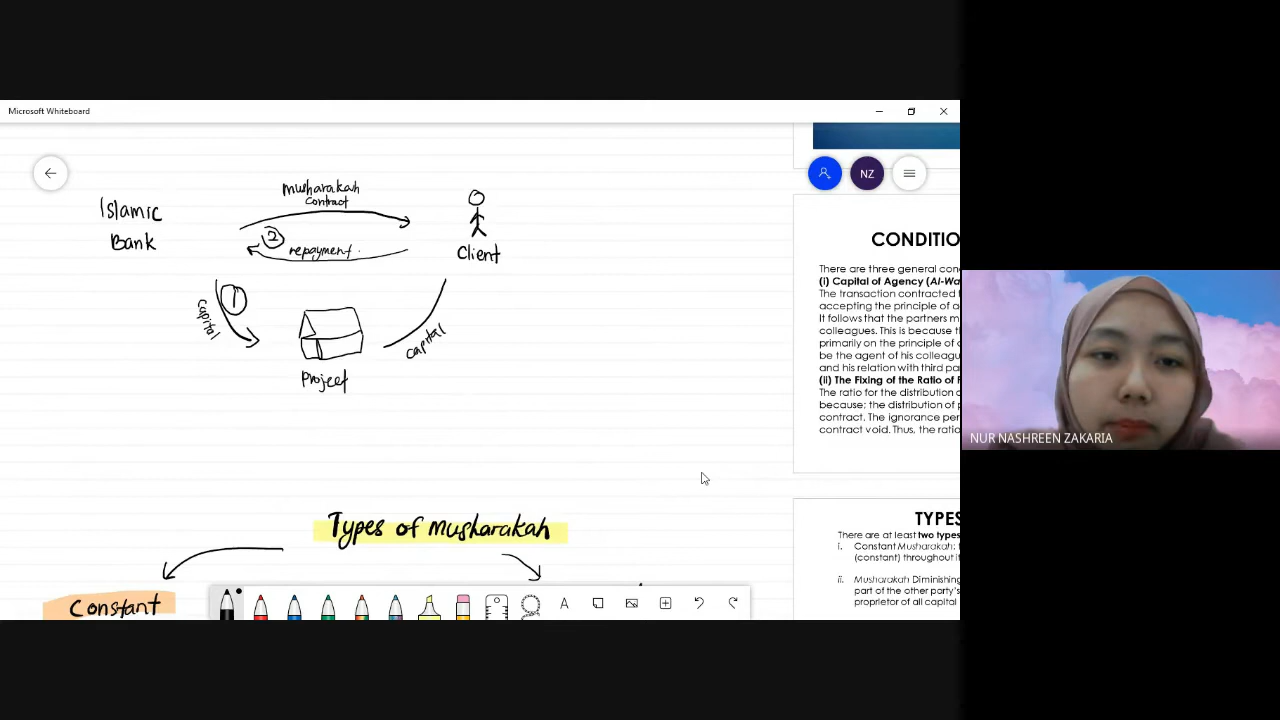 Microsoft Whiteboard
NZ
musharakah
contract
Islamic
Bank
2
repayment.
Client
1
capital
capital
Project
CONDITIO
There are three general con
(i) Capital of Agency (Al-Wa
The transaction contracted
accepting the principle of a
It follows that the partners m
colleagues. This is because th
primarily on the principle of
be the agent of his colleagu
and his relation with third pa
(ii) The Fixing of the Ratio of
The ratio for the distribution
because; the distribution of p
contract. The ignorance per
contract void. Thus, the ratio
NUR NASHREEN ZAKARIA
Types of musharakah
Constant
A
TYPES
There are at least two types
i. Constant Musharakah:
(constant) throughout i
ii. Musharakah Diminishing
part of the other party's
proprietor of all capital